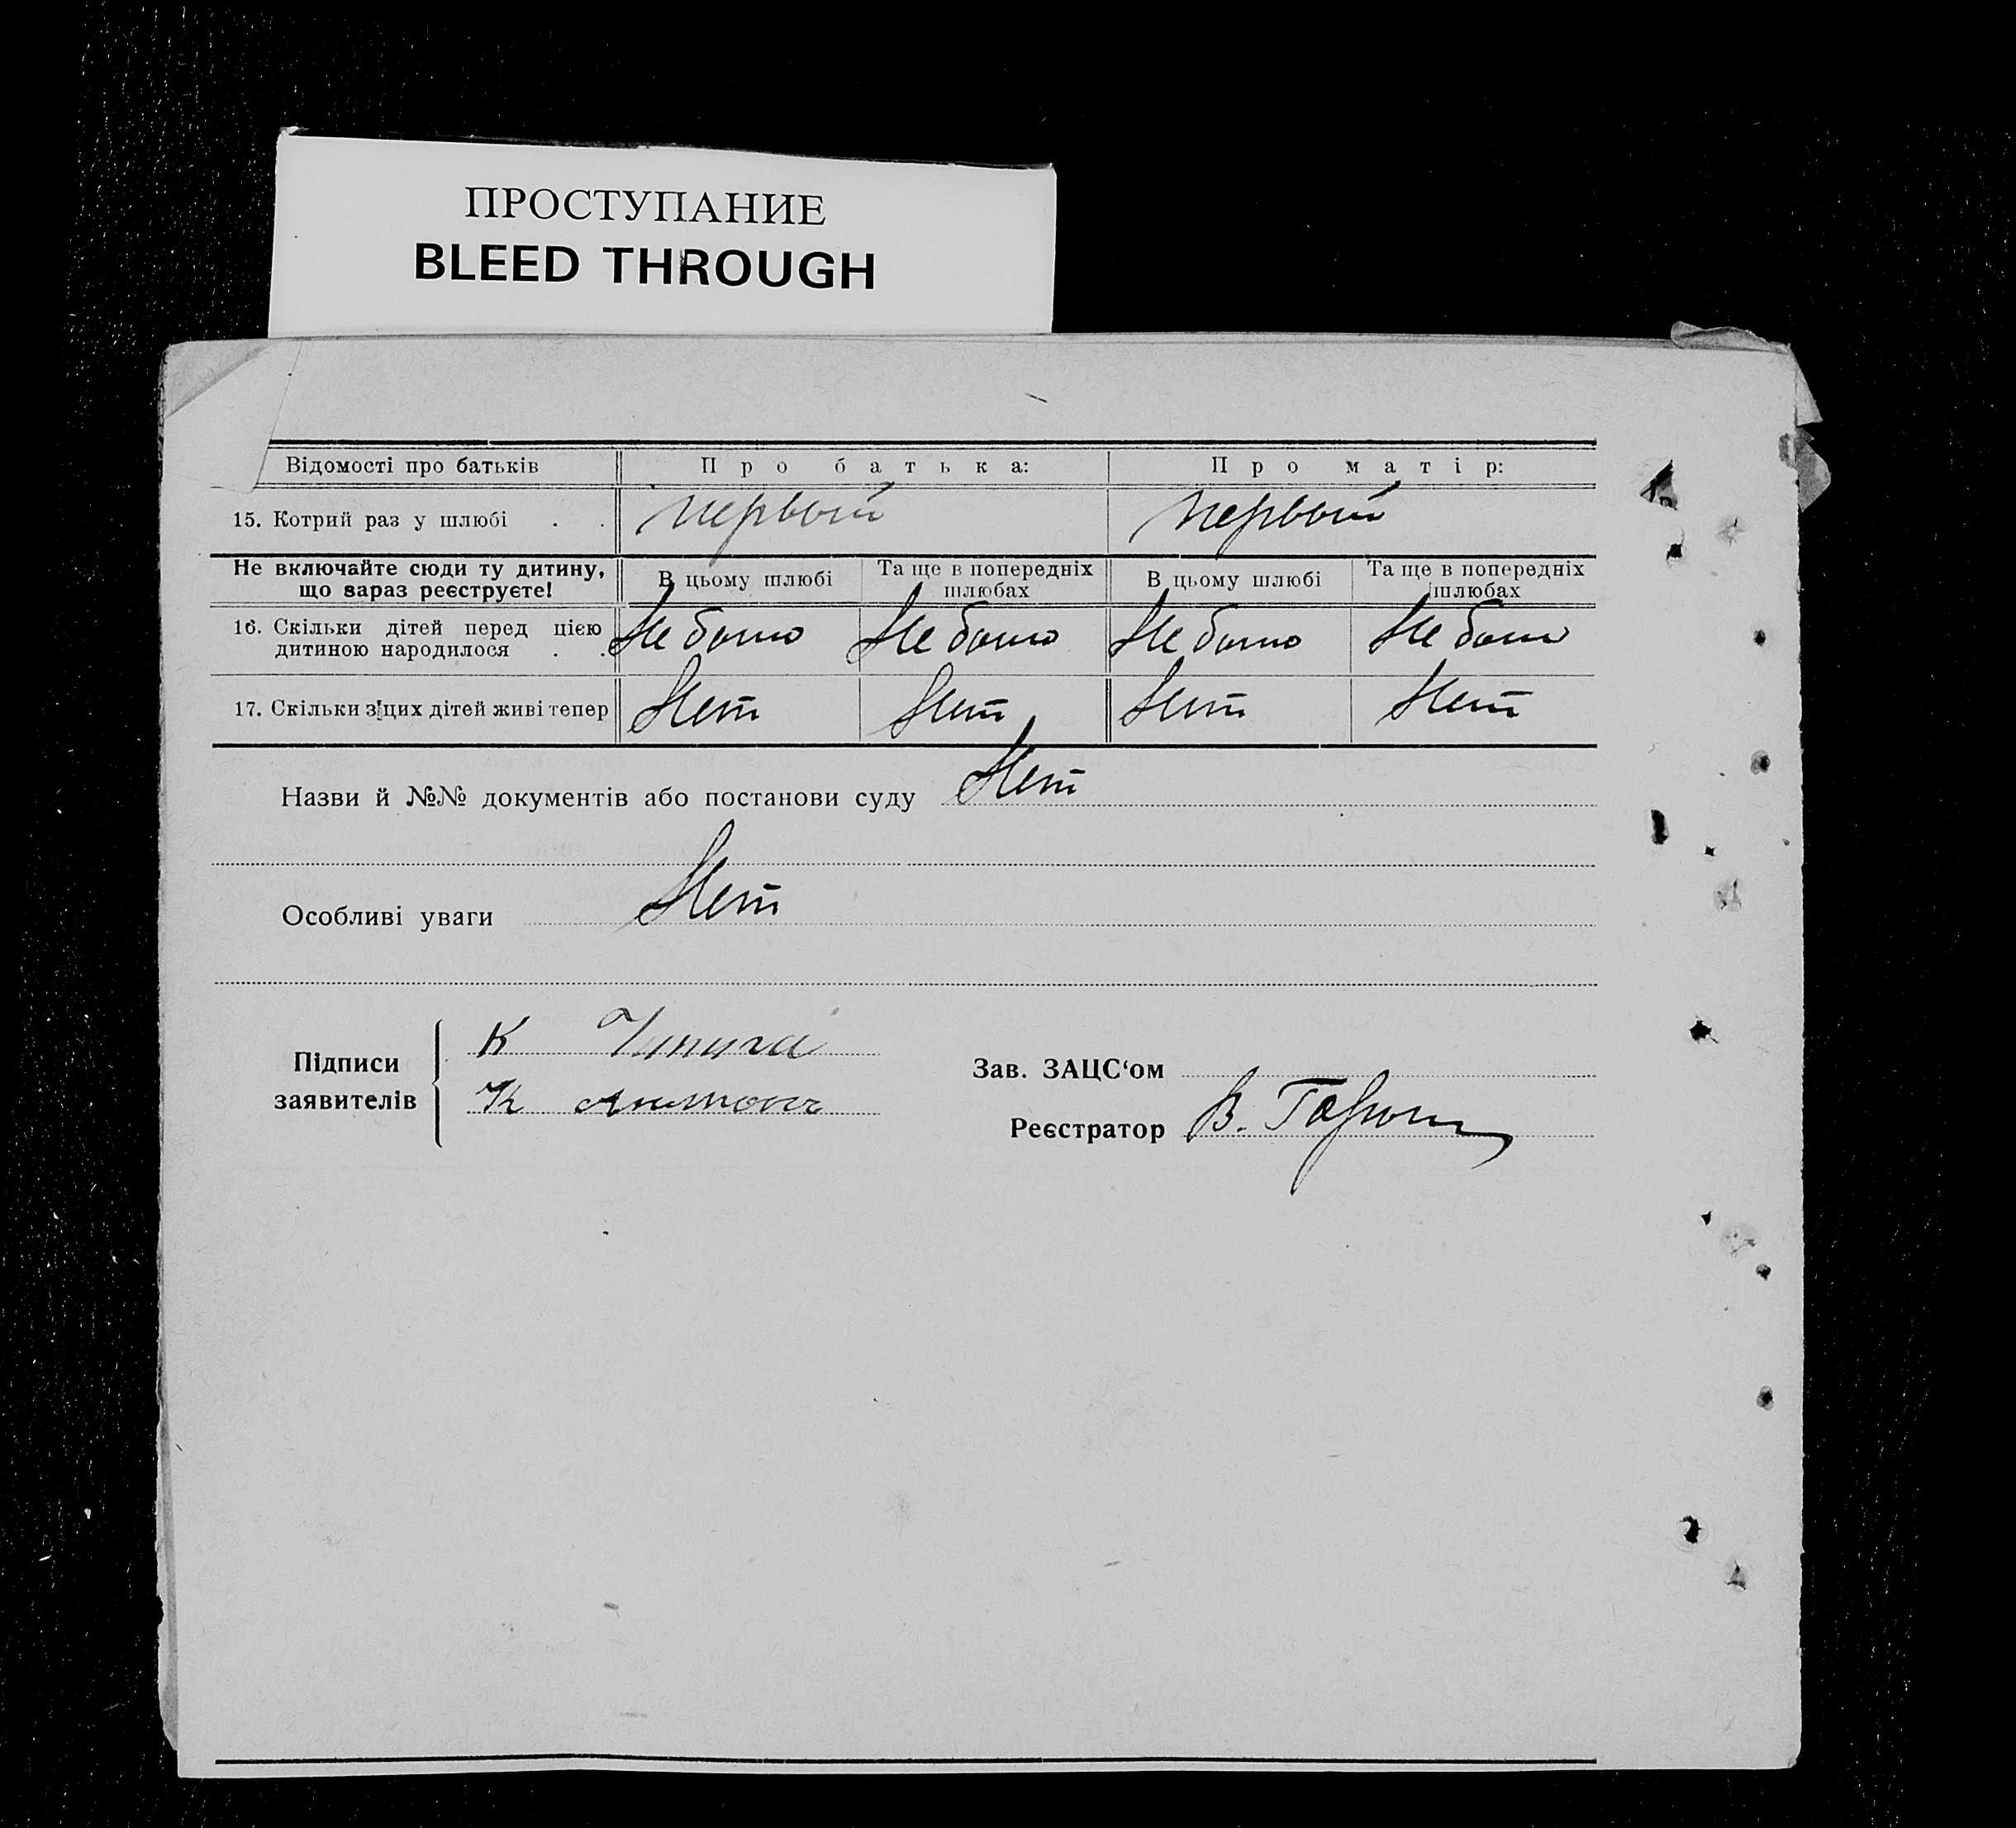 ПРОСТУПАНИЕ
BLEED THROUGH
Відомості про батьків Про батька: Про матір:
15. Котрий раз у шлюбі . . первый первый
Не включайте сюди ту дитину, що зараз реєструєте! В цьому шлюбі Та ще в попередніх шлюбах В цьому шлюбі Та ще в попередніх шлюбах
16. Скільки дітей перед цією
дитиною народилося . . Не было Не было Не было Не было
17. Скільки з цих дітей живі тепер Нет Нет Нет Нет
Назви й №№ документів або постанови суду Нет
Особливі уваги Нет
Підписи заявителів
К
К
Зав. ЗАЦС‘ом
Реєстратор В.